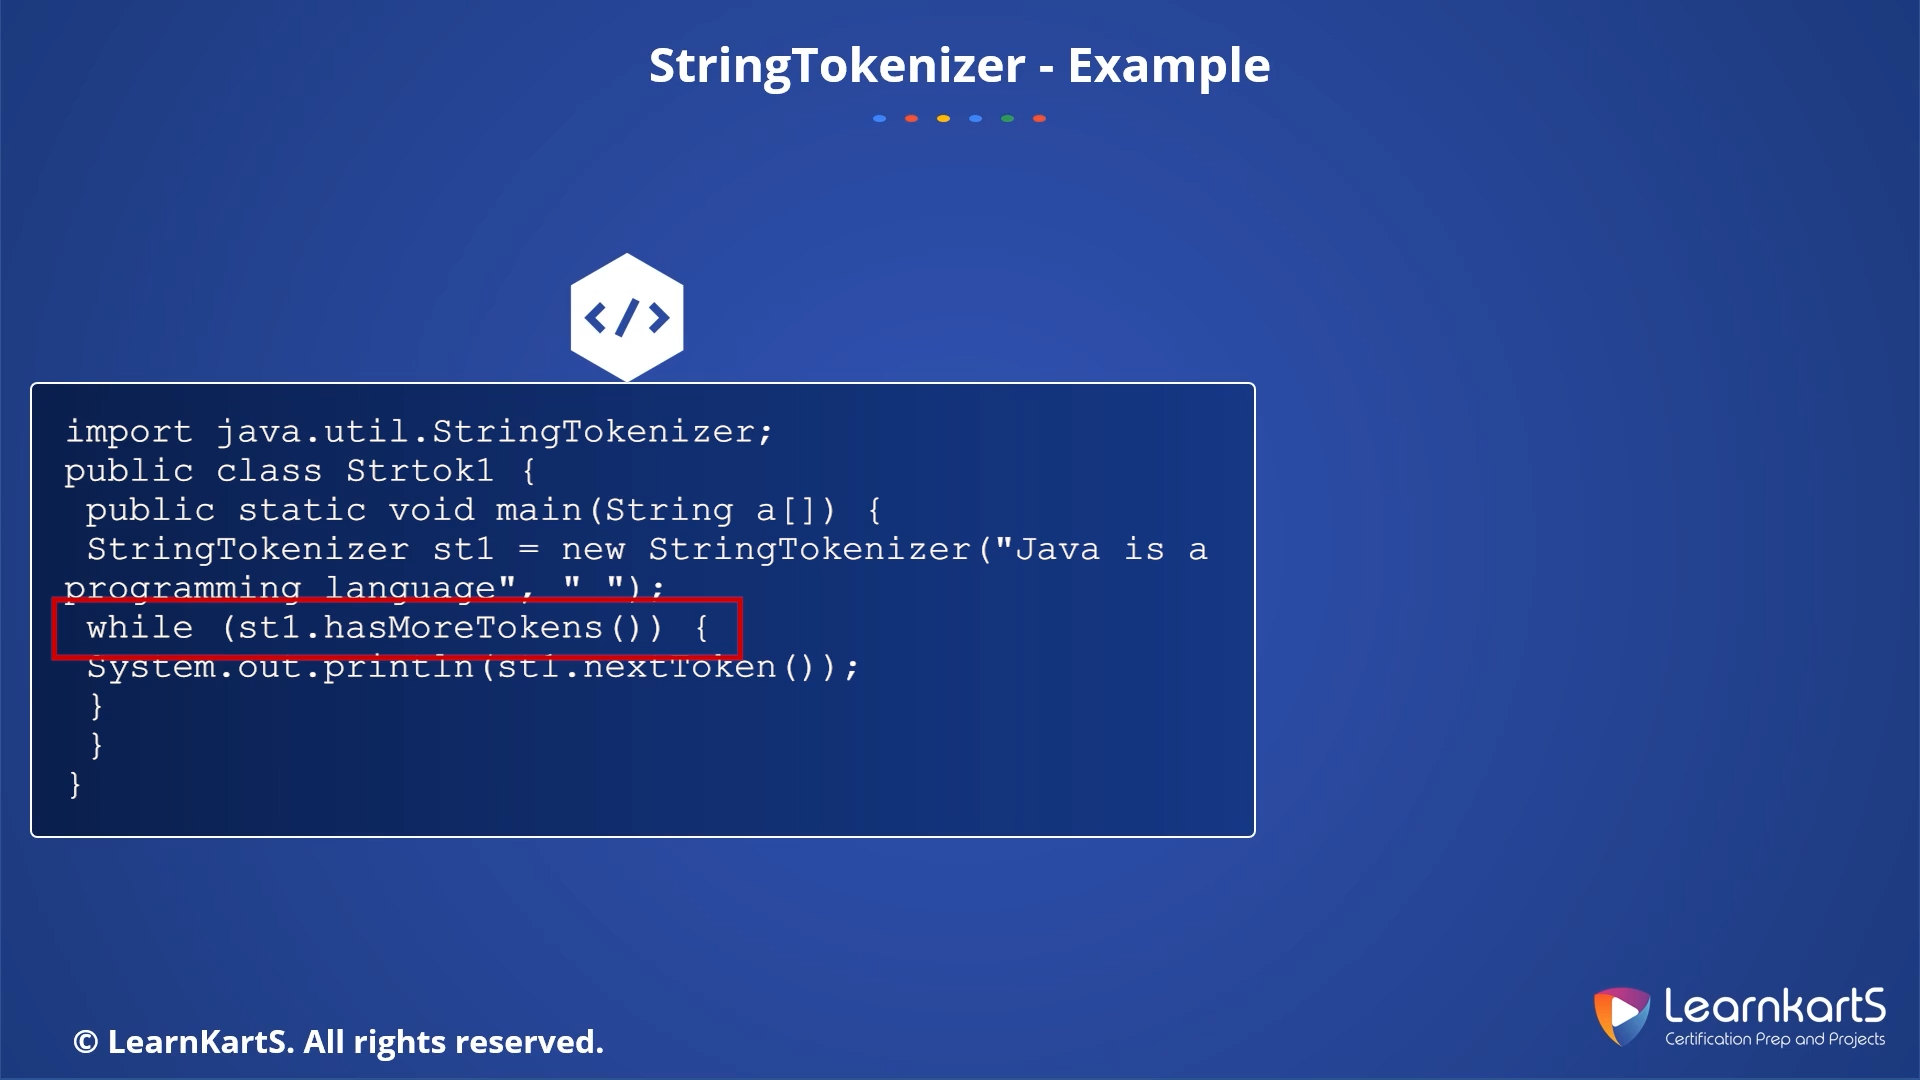 StringTokenizer - Example
</>
import java.util.StringTokenizer;
public class Strtok1 {
public static void main(String a[]) {
StringTokenizer st1 = new StringTokenizer("Java is a
programming language", " ");
while (st1.hasMoreTokens()) {
System.out.println(st1.nextToken());
}
}
}
© LearnKartS. All rights reserved.
LearnkartS
Certification Prep and Projects